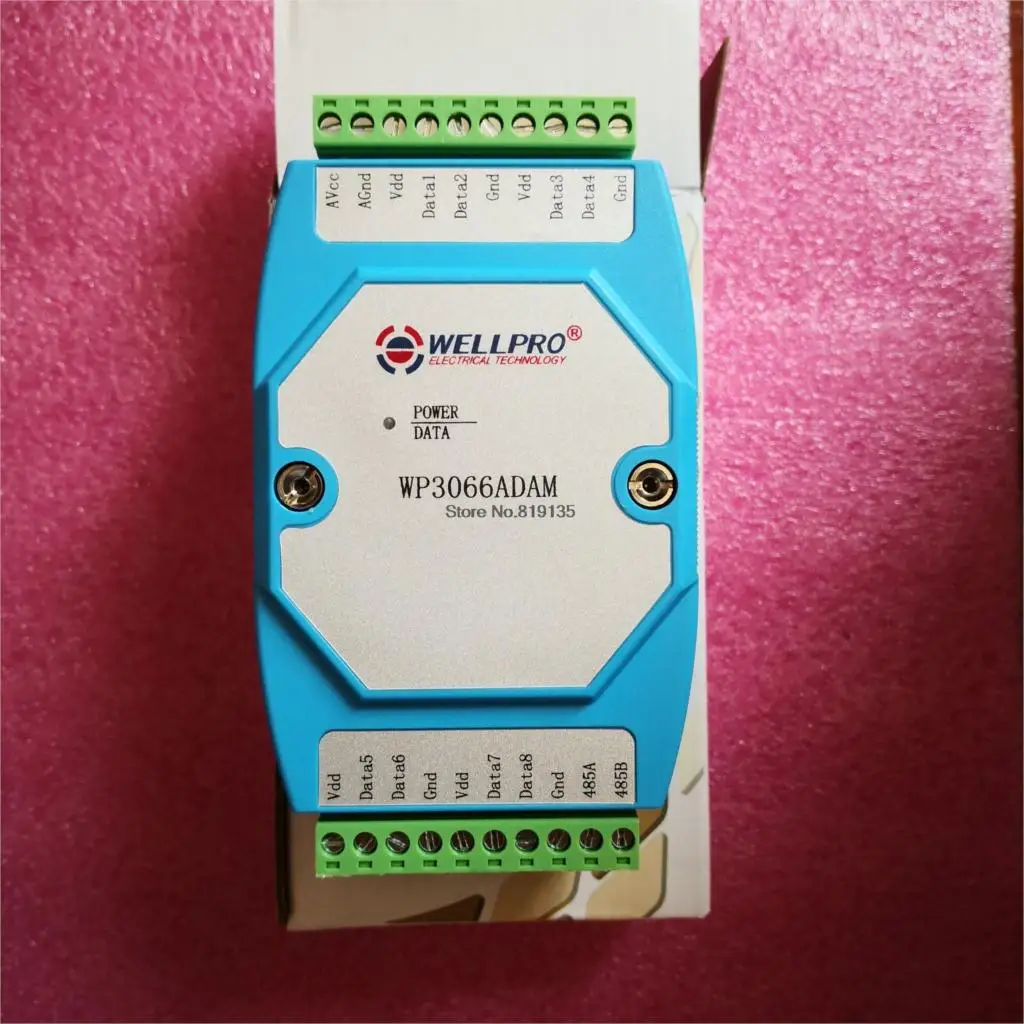 AVcc AGnd Vdd Data1 Data2 Gnd Vdd Data3 Data4 Gnd
WELLPRO®
ELECTRICAL TECHNOLOGY
POWER
DATA
WP3066ADAM
Store No.819135
Vdd Data5 Data6 Gnd Vdd Data7 Data8 Gnd 485A 485B